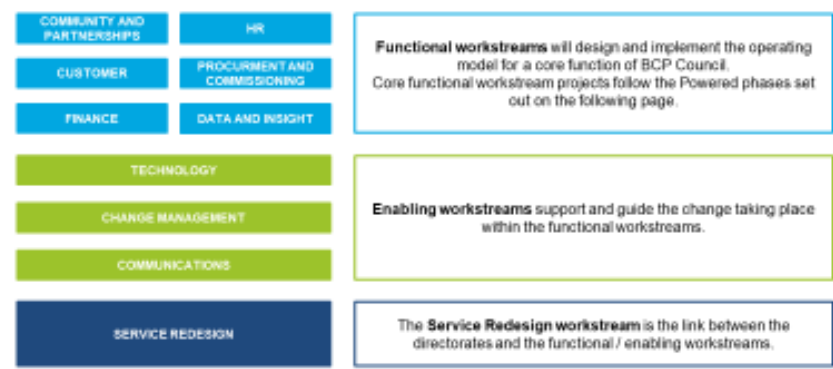 COMMUNITY AND
PARTNERSHIPS
HR
CUSTOMER
PROCURMENT AND
COMMISSIONING
FINANCE
DATA AND INSIGHT
Functional workstreams will design and implement the operating
model for a core function of BCP Council.
Core functional workstream projects follow the Powered phases set
out on the following page.
TECHNOLOGY
CHANGE MANAGEMENT
COMMUNICATIONS
Enabling workstreams support and guide the change taking place
within the functional workstreams.
SERVICE REDESIGN
The Service Redesign workstream is the link between the
directorates and the functional / enabling workstreams.